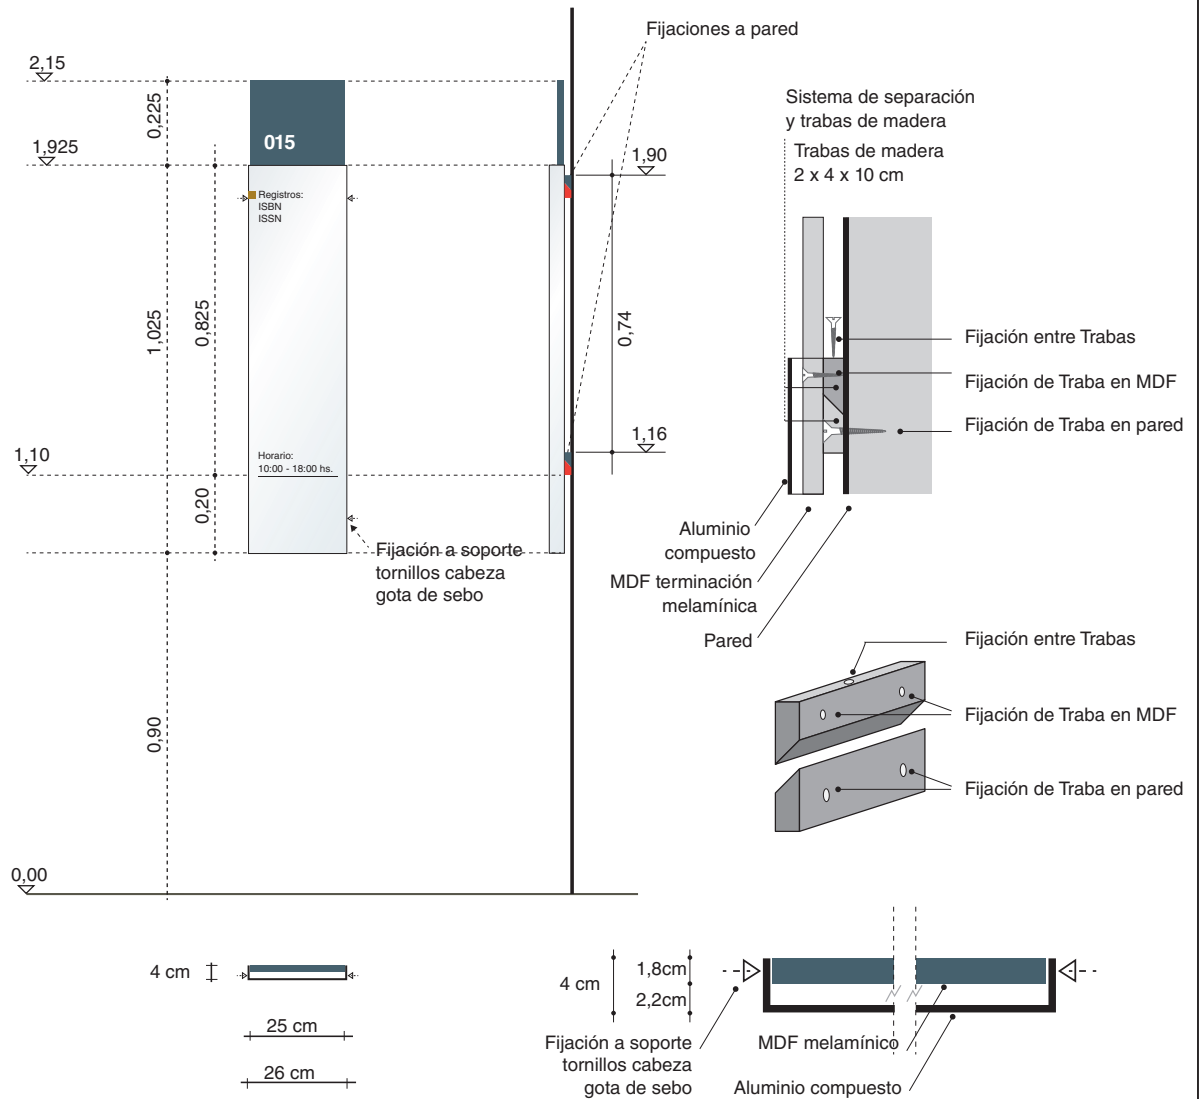 Fijaciones a pared
2,15
0,225
015
1,925
1,90
Registros:
ISBN
ISSN
1,025
0,825
0,74
Horario:
10:00 - 18:00 hs.
1,16
1,10
0,20
Fijación a soporte
tornillos cabeza
gota de sebo
0,90
0,00
Sistema de separación
y trabas de madera
Trabas de madera
2 x 4 x 10 cm
Fijación entre Trabas
Fijación de Traba en MDF
Fijación de Traba en pared
Aluminio
compuesto
MDF terminación
melamínica
Pared
Fijación entre Trabas
Fijación de Traba en MDF
Fijación de Traba en pared
4 cm
25 cm
26 cm
4 cm
1,8cm
2,2cm
Fijación a soporte
tornillos cabeza
gota de sebo
MDF melamínico
Aluminio compuesto